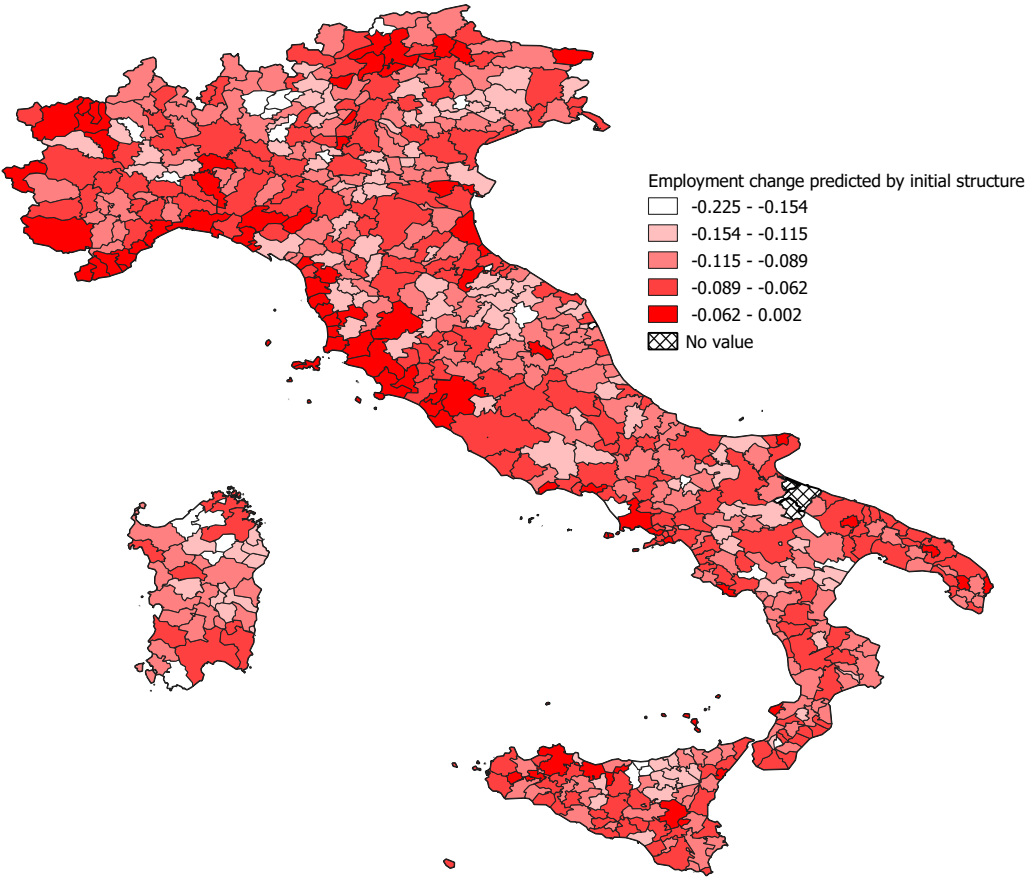 Employment change predicted by initial structure
-0.225 - -0.154
-0.154 - -0.115
-0.115 - -0.089
-0.089 - -0.062
-0.062 - 0.002
No value